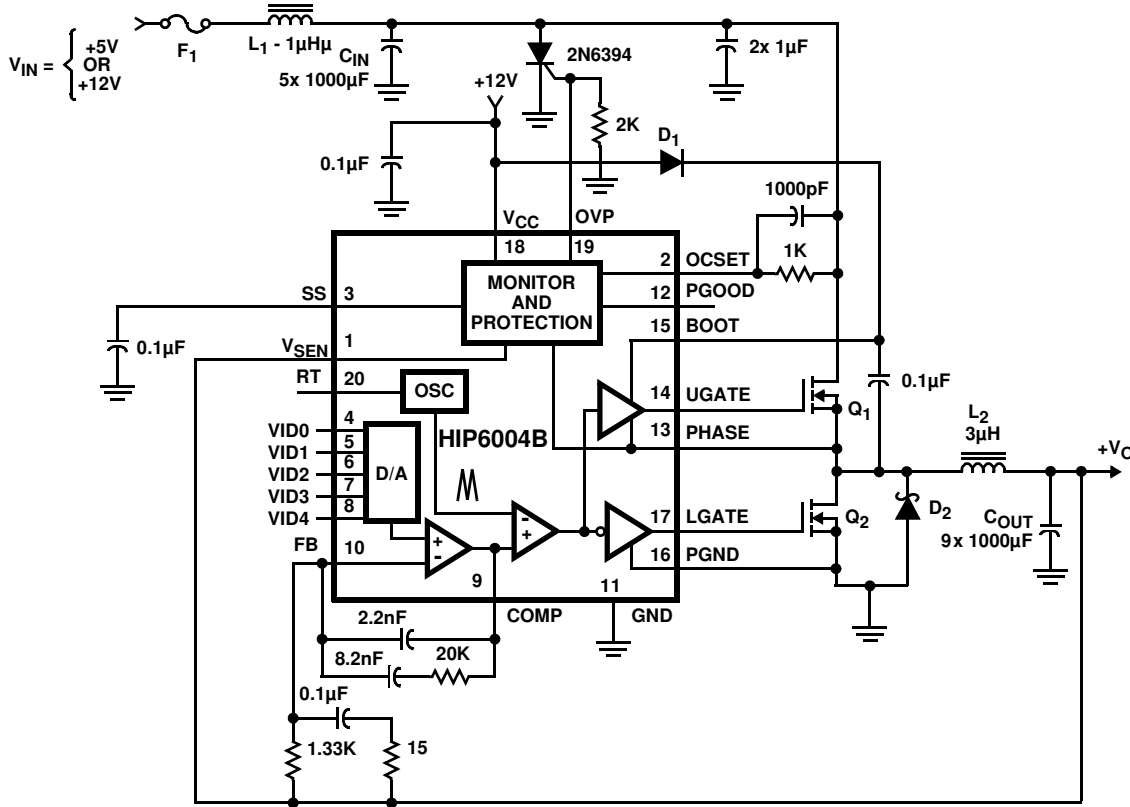 V_IN = { +5V
OR
+12V
F1
L1 - 1μHμ
C_IN
5x 1000μF
2N6394
2x 1μF
+12V
2K
D1
0.1μF
1000pF
V_CC
OVP
18
19
2
OCSET
1K
MONITOR
AND
PROTECTION
SS
3
12
PGOOD
15
BOOT
0.1μF
V_SEN
1
RT
20
OSC
0.1μF
14
UGATE
Q1
L2
3μH
+V_O
VID0
4
VID1
5
VID2
6
VID3
7
VID4
8
D/A
HIP6004B
13
PHASE
+
-
-
+
17
LGATE
Q2
D2
C_OUT
9x 1000μF
FB
10
16
PGND
9
COMP
11
GND
2.2nF
8.2nF
20K
0.1μF
1.33K
15